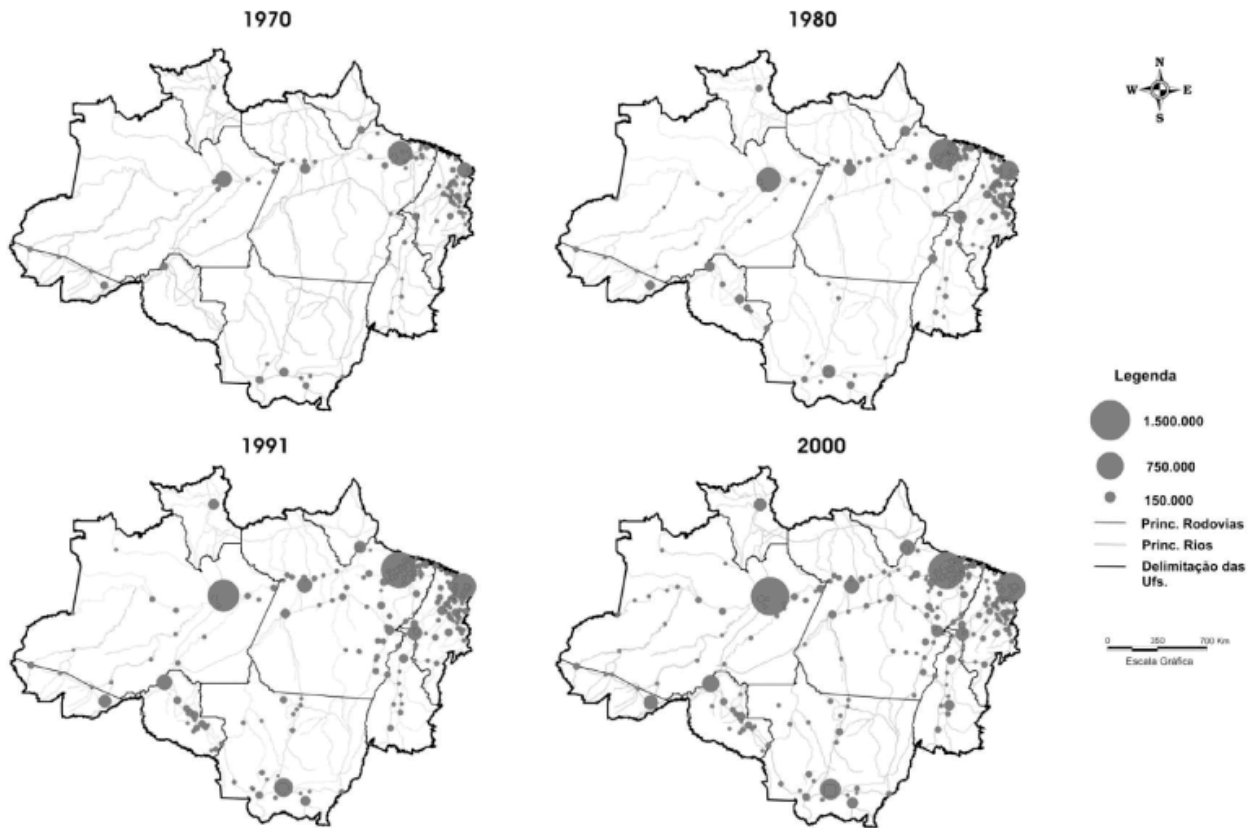 1970
1980
N
W E
S
Legenda
1.500.000
750.000
150.000
Princ. Rodovias
Princ. Rios
Delimitação das
Ufs.
0 350 700 Km
Escala Gráfica
1991
2000